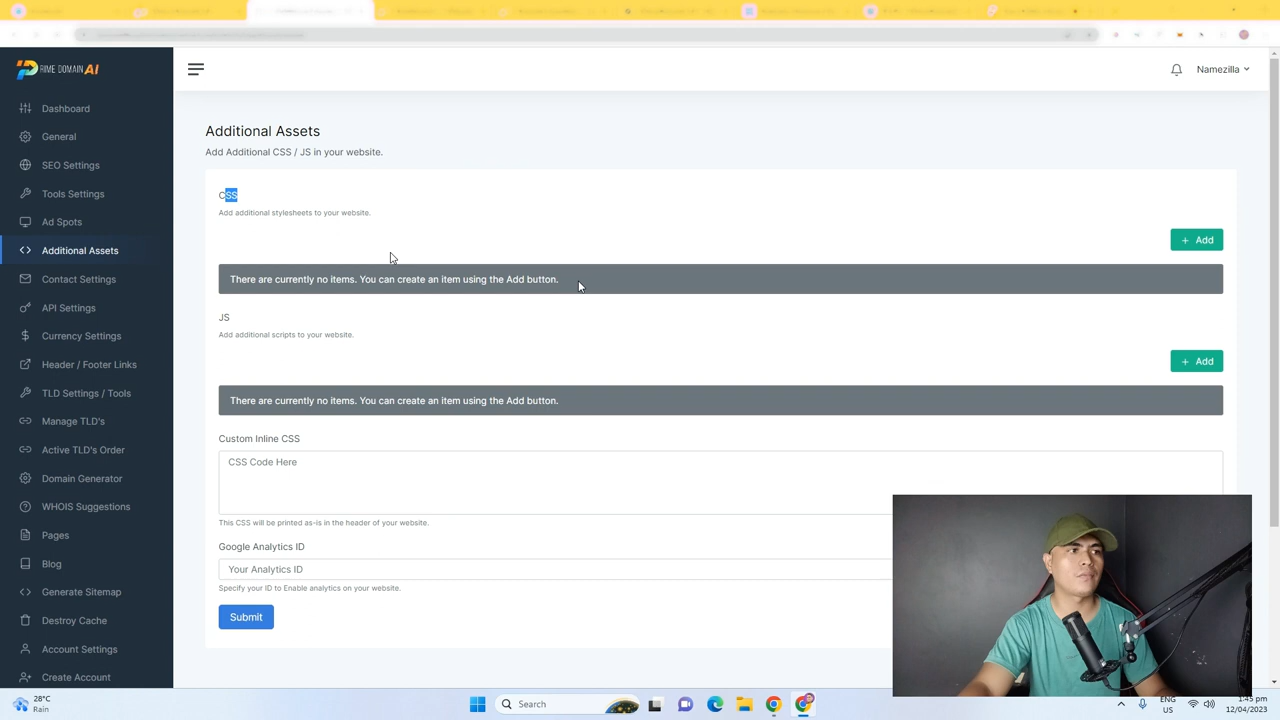 RIME DOMAIN AI
Namezilla
Dashboard
General
SEO Settings
Tools Settings
Ad Spots
Additional Assets
Contact Settings
API Settings
Currency Settings
Header / Footer Links
TLD Settings / Tools
Manage TLD's
Active TLD's Order
Domain Generator
WHOIS Suggestions
Pages
Blog
Generate Sitemap
Destroy Cache
Account Settings
Create Account
Additional Assets
Add Additional CSS / JS in your website.
CSS
Add additional stylesheets to your website.
+ Add
There are currently no items. You can create an item using the Add button.
JS
Add additional scripts to your website.
+ Add
There are currently no items. You can create an item using the Add button.
Custom Inline CSS
CSS Code Here
This CSS will be printed as-is in the header of your website.
Google Analytics ID
Your Analytics ID
Specify your ID to Enable analytics on your website.
Submit
28°C
Rain
Search
ENG
US
1:45 pm
12/04/2023